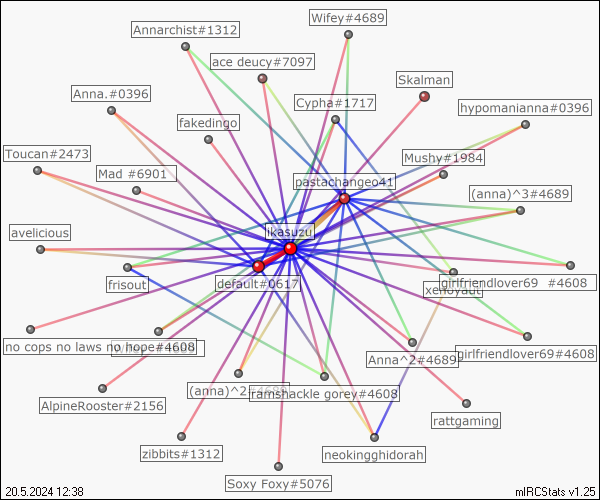 Wifey#4689
Annarchist#1312
ace deucy#7097
Skalman
Anna.#0396
Cypha#1717
hypomanianna#0396
fakedingo
Toucan#2473
Mushy#1984
Mad #6901
pastachangeo41
(anna)^3#4689
avelicious
likasuzu
frisout
default#0617
girlfriendlover69 #4608
xenoyadt
no cops no laws no hope#4608
Anna^2#4689
girlfriendlover69#4608
(anna)^2#4689
ramshackle gorey#4608
AlpineRooster#2156
rattgaming
zibbits#1312
neokingghidorah
Soxy Foxy#5076
20.5.2024 12:38
mIRCStats v1.25